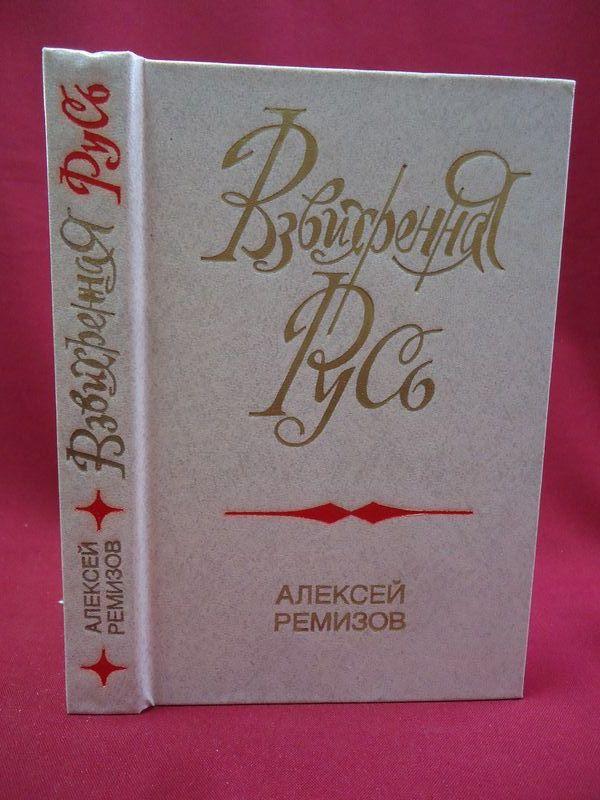 Взвихренная
Русь
АЛЕКСЕЙ
РЕМИЗОВ
АЛЕКСЕЙ
РЕМИЗОВ
Взвихренная Русь